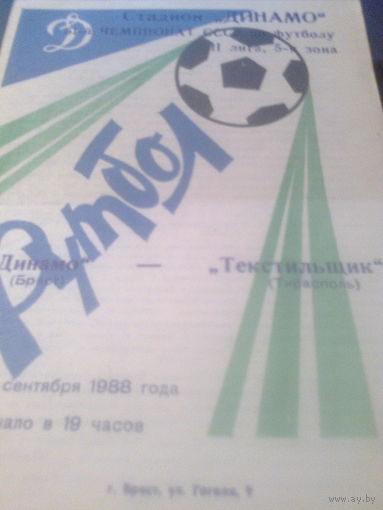 Стадион „ДИНАМО"
ЧЕМПИОНАТ СССР по футболу
II лига, 5-я зона
Футбол
„Динамо" — „Текстильщик"
(Брест) (Тирасполь)
сентября 1988 года
чало в 19 часов
г. Брест, ул. Гоголя, 9
www.ay.by